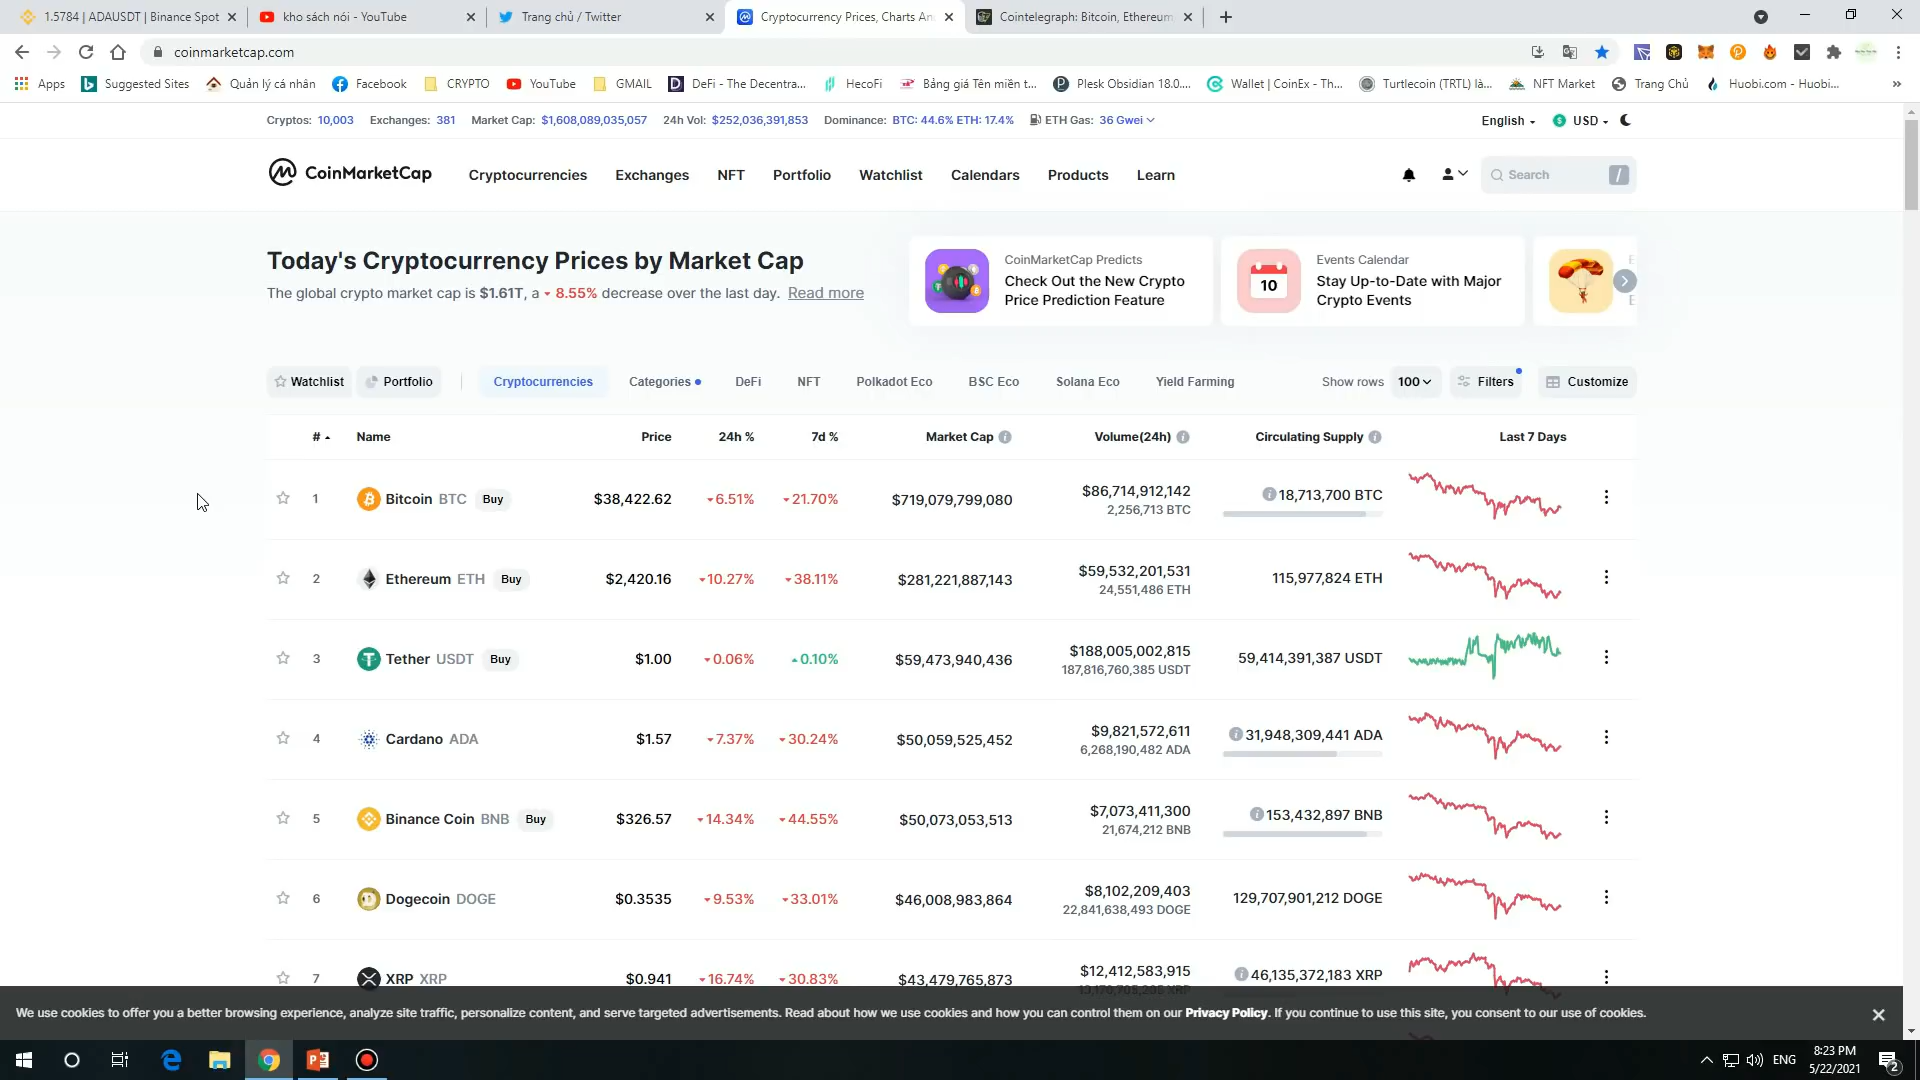 1.5784 | ADAUSDT | Binance Spot
kho sách nói - YouTube
Trang chủ / Twitter
Cryptocurrency Prices, Charts An
Cointelegraph: Bitcoin, Ethereum
coinmarketcap.com
Apps
Suggested Sites
Quản lý cá nhân
Facebook
CRYPTO
YouTube
GMAIL
DeFi - The Decentra...
HecoFi
Bảng giá Tên miền t...
Plesk Obsidian 18.0....
Wallet | CoinEx - Th...
Turtlecoin (TRTL) là...
NFT Market
Trang Chủ
Huobi.com - Huobi...
Cryptos: 10,003 Exchanges: 381 Market Cap: $1,608,089,035,057 24h Vol: $252,036,391,853 Dominance: BTC: 44.6% ETH: 17.4% ETH Gas: 36 Gwei
English
USD
CoinMarketCap
Cryptocurrencies Exchanges NFT Portfolio Watchlist Calendars Products Learn
Search /
Today's Cryptocurrency Prices by Market Cap
The global crypto market cap is $1.61T, a 8.55% decrease over the last day. Read more
CoinMarketCap Predicts
Check Out the New Crypto
Price Prediction Feature
10
Events Calendar
Stay Up-to-Date with Major
Crypto Events
Watchlist Portfolio Cryptocurrencies Categories DeFi NFT Polkadot Eco BSC Eco Solana Eco Yield Farming Show rows 100 Filters Customize
# Name Price 24h % 7d % Market Cap Volume(24h) Circulating Supply Last 7 Days
1 Bitcoin BTC Buy $38,422.62 6.51% 21.70% $719,079,799,080 $86,714,912,142 18,713,700 BTC
2,256,713 BTC
2 Ethereum ETH Buy $2,420.16 10.27% 38.11% $281,221,887,143 $59,532,201,531 115,977,824 ETH
24,551,486 ETH
3 Tether USDT Buy $1.00 0.06% 0.10% $59,473,940,436 $188,005,002,815 59,414,391,387 USDT
187,816,760,385 USDT
4 Cardano ADA $1.57 7.37% 30.24% $50,059,525,452 $9,821,572,611 31,948,309,441 ADA
6,268,190,482 ADA
5 Binance Coin BNB Buy $326.57 14.34% 44.55% $50,073,053,513 $7,073,411,300 153,432,897 BNB
21,674,212 BNB
6 Dogecoin DOGE $0.3535 9.53% 33.01% $46,008,983,864 $8,102,209,403 129,707,901,212 DOGE
22,841,638,493 DOGE
7 XRP XRP $0.941 16.74% 30.83% $43,479,765,873 $12,412,583,915 46,135,372,183 XRP
We use cookies to offer you a better browsing experience, analyze site traffic, personalize content, and serve targeted advertisements. Read about how we use cookies and how you can control them on our Privacy Policy. If you continue to use this site, you consent to our use of cookies.
ENG
8:23 PM
5/22/2021
2